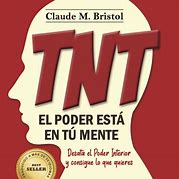 Claude M. Bristol
TNT
EL PODER ESTÁ
EN TÚ MENTE
Desata el Poder Interior
y consigue lo que quieres
BEST
SELLER